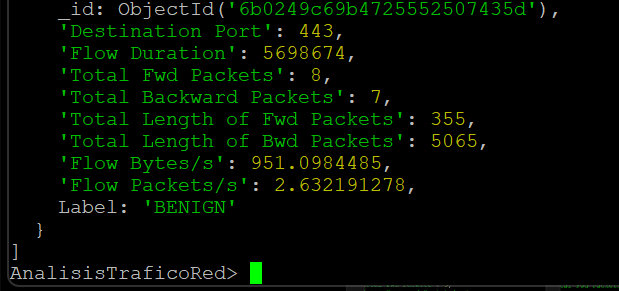 _id: ObjectId('6b0249c69b4725552507435d'),
'Destination Port': 443,
'Flow Duration': 5698674,
'Total Fwd Packets': 8,
'Total Backward Packets': 7,
'Total Length of Fwd Packets': 355,
'Total Length of Bwd Packets': 5065,
'Flow Bytes/s': 951.0984485,
'Flow Packets/s': 2.632191278,
Label: 'BENIGN'
}
]
AnalisisTraficoRed>